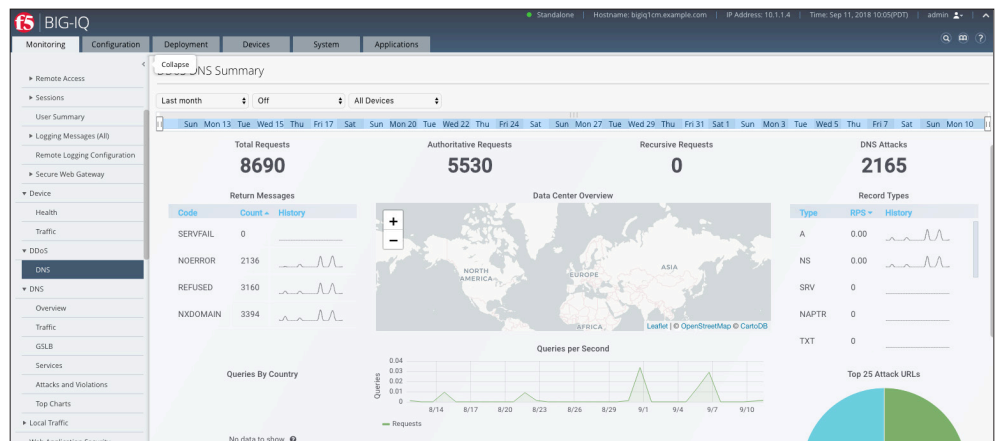 f5 BIG-IQ
Standalone | Hostname: bigiq1cm.example.com | IP Address: 10.1.1.4 | Time: Sep 11, 2018 10:05(PDT) | admin
Monitoring Configuration Deployment Devices System Applications
Collapse
DNS Summary
Remote Access
Sessions
User Summary
Logging Messages (All)
Remote Logging Configuration
Secure Web Gateway
Device
Health
Traffic
DDoS
DNS
DNS
Overview
Traffic
GSLB
Services
Attacks and Violations
Top Charts
Local Traffic
Last month Off All Devices
Sun Mon 13 Tue Wed 15 Thu Fri 17 Sat Sun Mon 20 Tue Wed 22 Thu Fri 24 Sat Sun Mon 27 Tue Wed 29 Thu Fri 31 Sat 1 Sun Mon 3 Tue Wed 5 Thu Fri 7 Sat Sun Mon 10
Total Requests Authoritative Requests Recursive Requests DNS Attacks
8690 5530 0 2165
Return Messages
Code Count History
SERVFAIL 0
NOERROR 2136
REFUSED 3160
NXDOMAIN 3394
Data Center Overview
+
−
NORTH AMERICA
EUROPE
ASIA
AFRICA
Leaflet | © OpenStreetMap © CartoDB
Record Types
Type RPS History
A 0.00
NS 0.00
SRV 0
NAPTR 0
TXT 0
Queries By Country
No data to show ?
Queries per Second
Queries
0.04
0.03
0.02
0.01
0
8/14 8/17 8/20 8/23 8/26 8/29 9/1 9/4 9/7 9/10
Requests
Top 25 Attack URLs